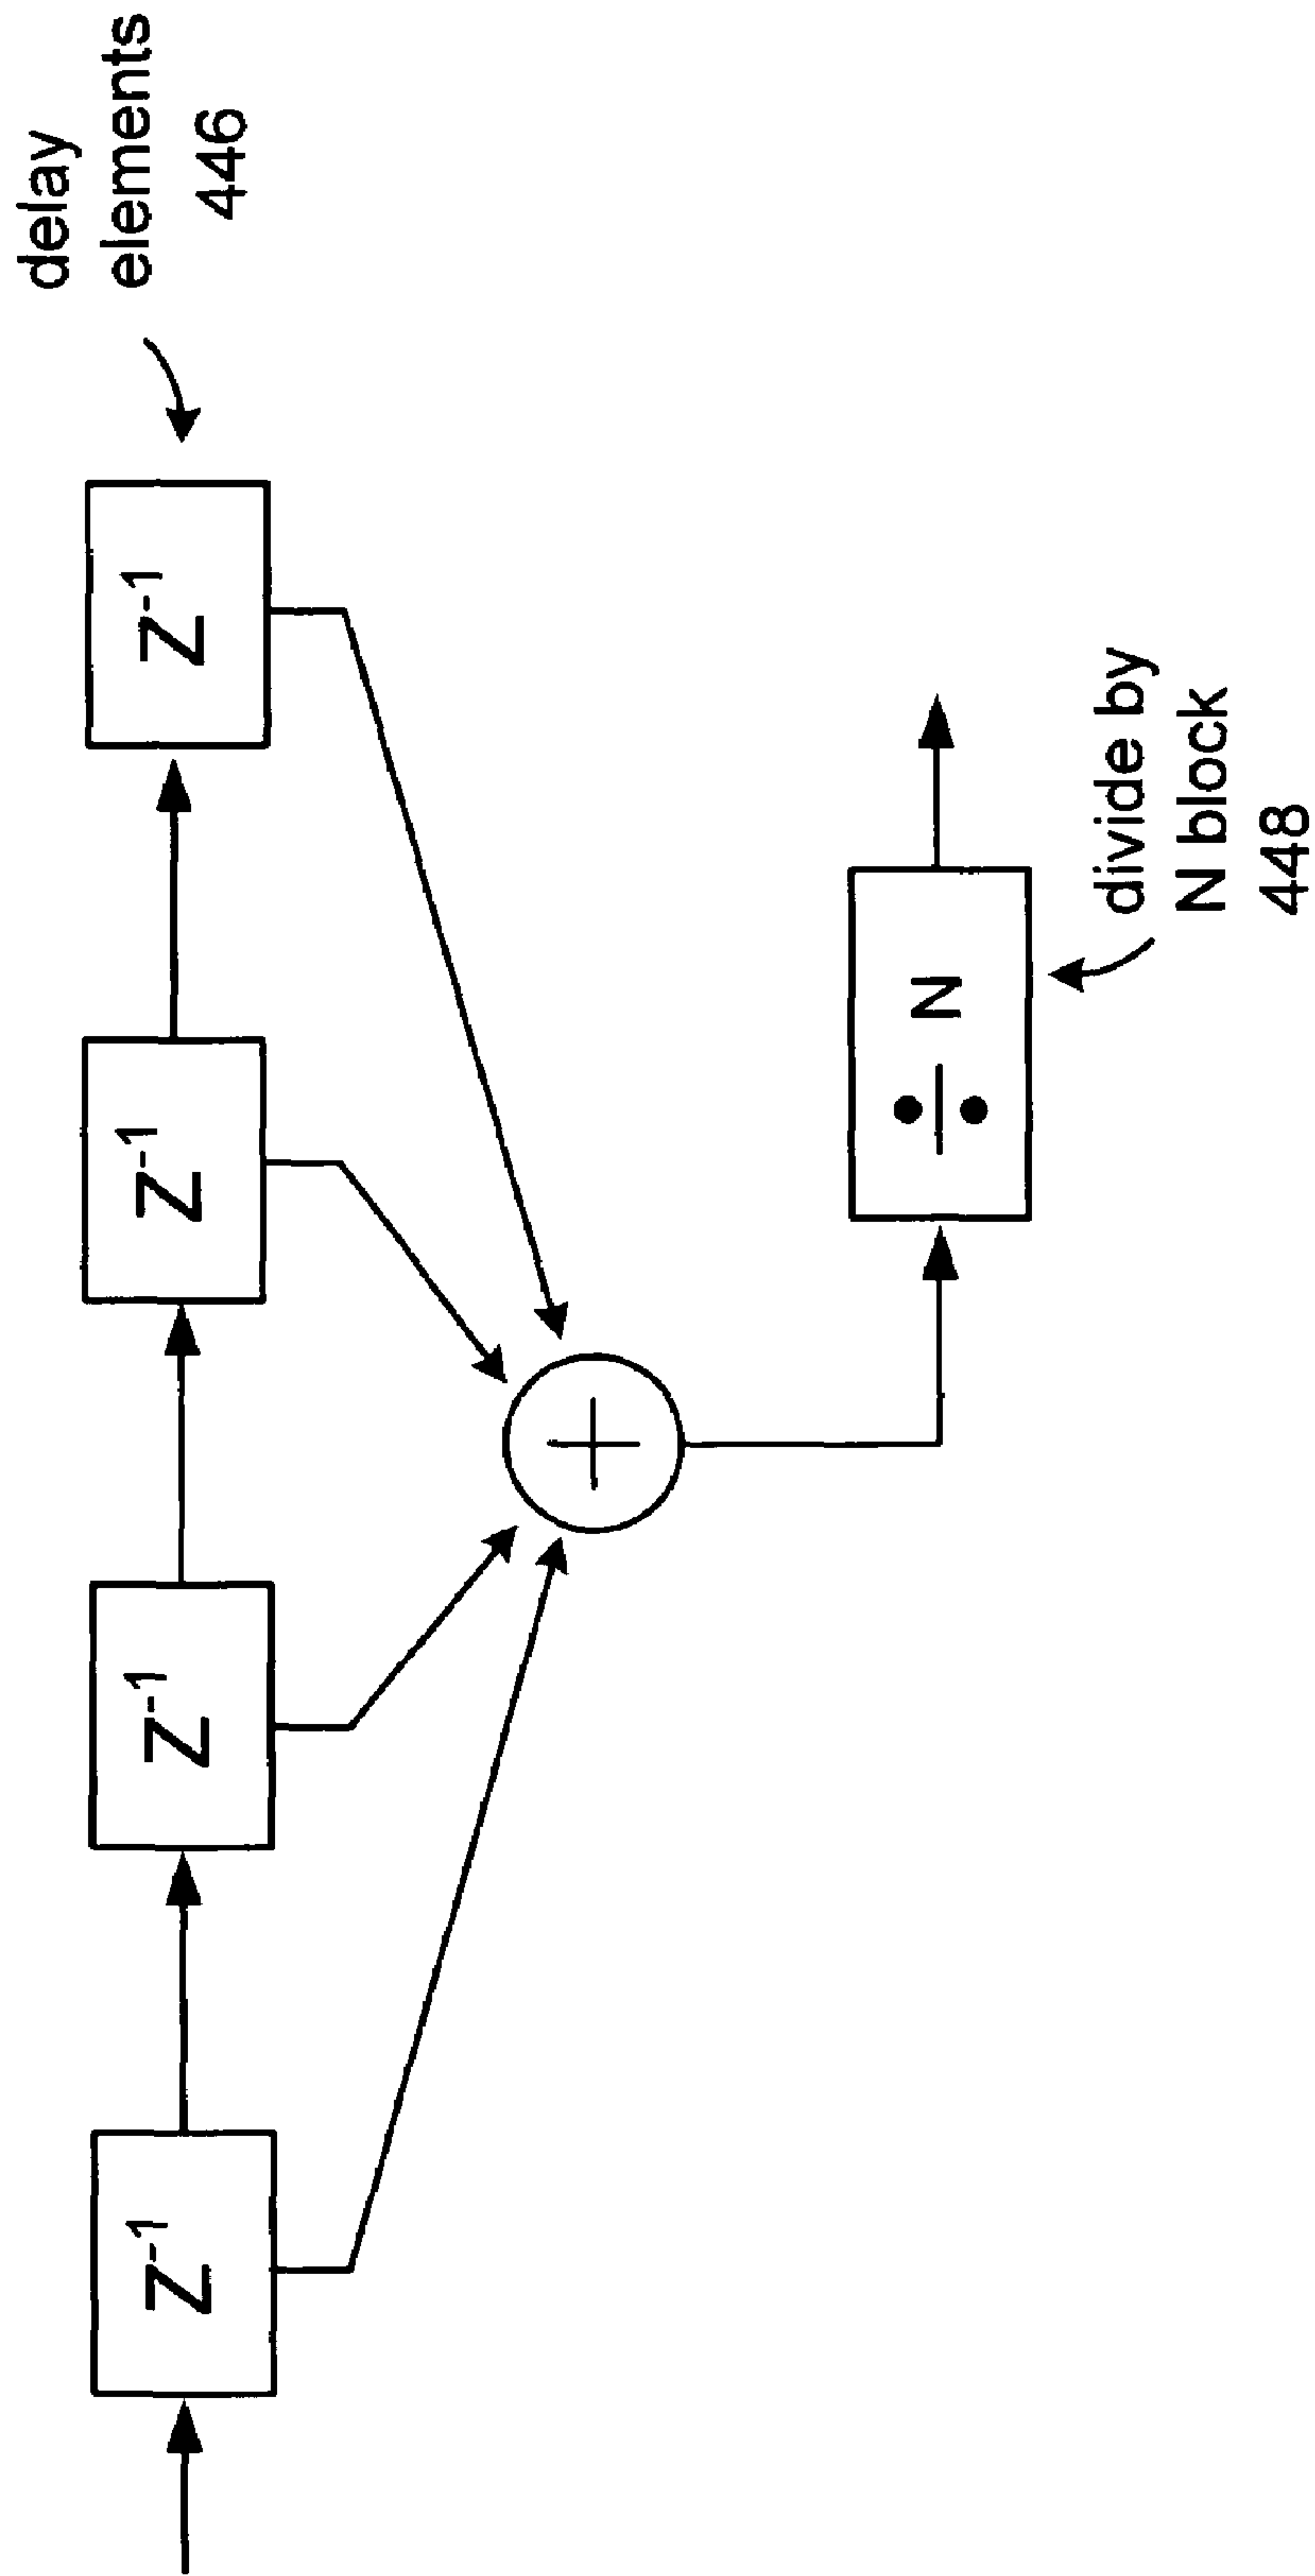 Z⁻¹
Z⁻¹
Z⁻¹
Z⁻¹
delay
elements
446
+
÷ N
divide by
N block
448